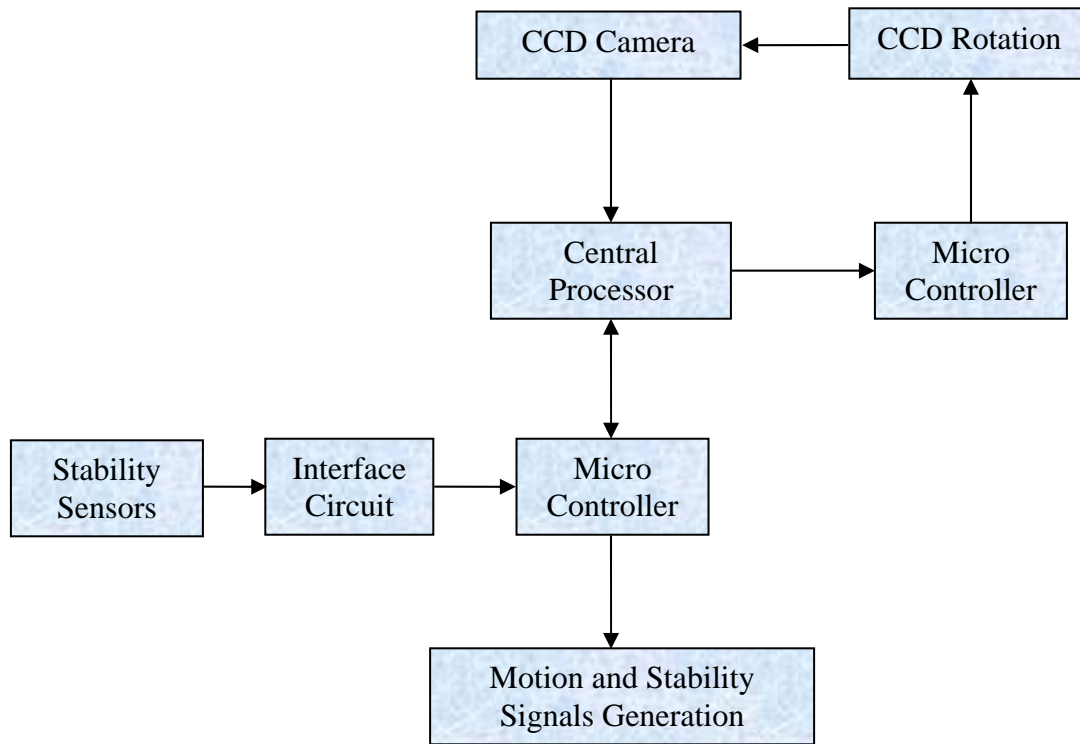 CCD Camera
CCD Rotation
Central
Processor
Micro
Controller
Stability
Sensors
Interface
Circuit
Micro
Controller
Motion and Stability
Signals Generation